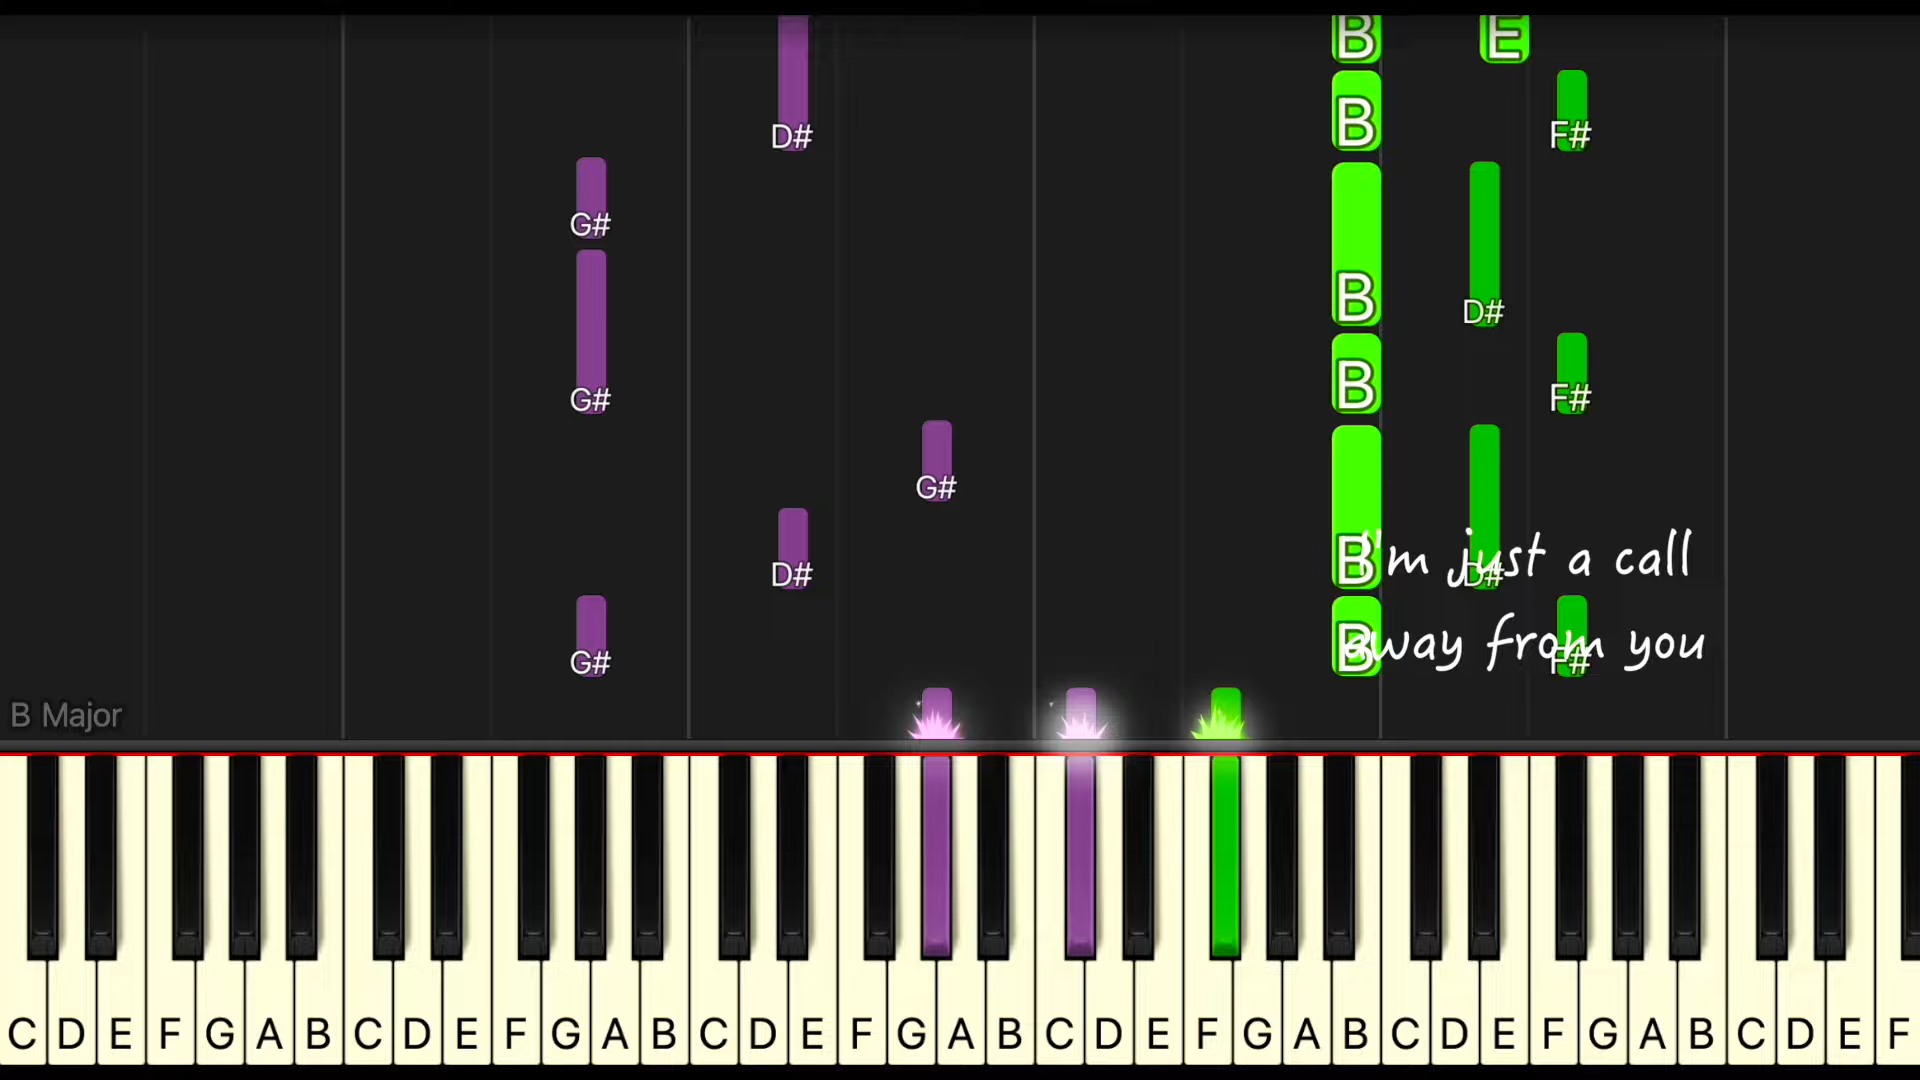 B E
B F#
D#
G#
B D#
B F#
G#
G#
I'm just a call
B D#
D#
away from you
B F#
G#
B Major
C D E F G A B C D E F G A B C D E F G A B C D E F G A B C D E F G A B C D E F